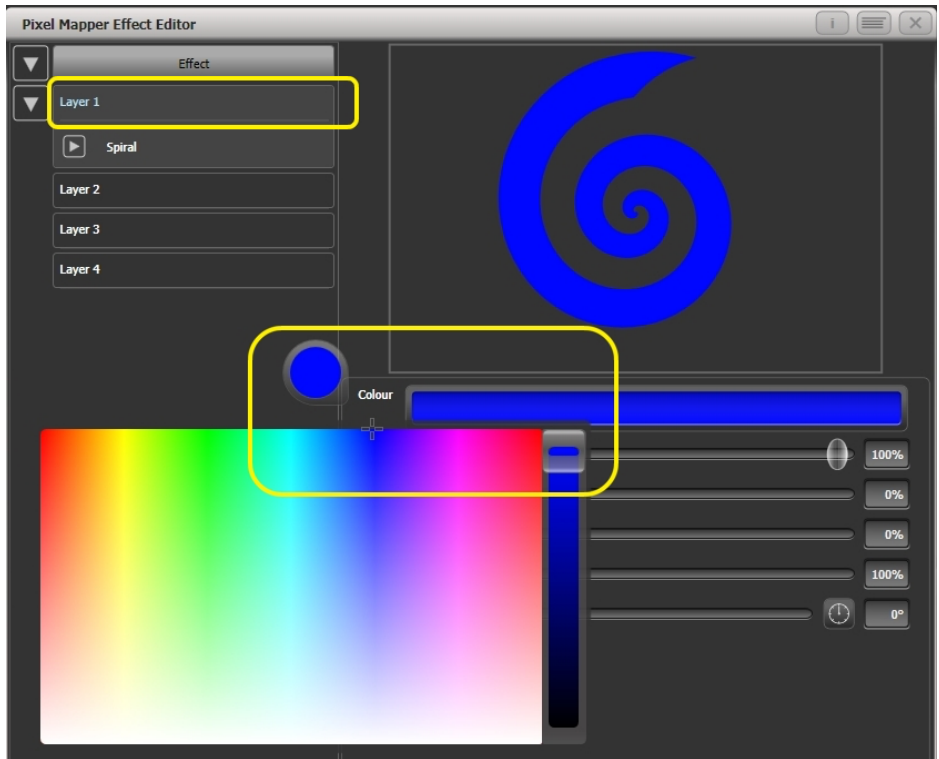 Pixel Mapper Effect Editor
i
Effect
Layer 1
Spiral
Layer 2
Layer 3
Layer 4
Colour
100%
0%
0%
100%
0°